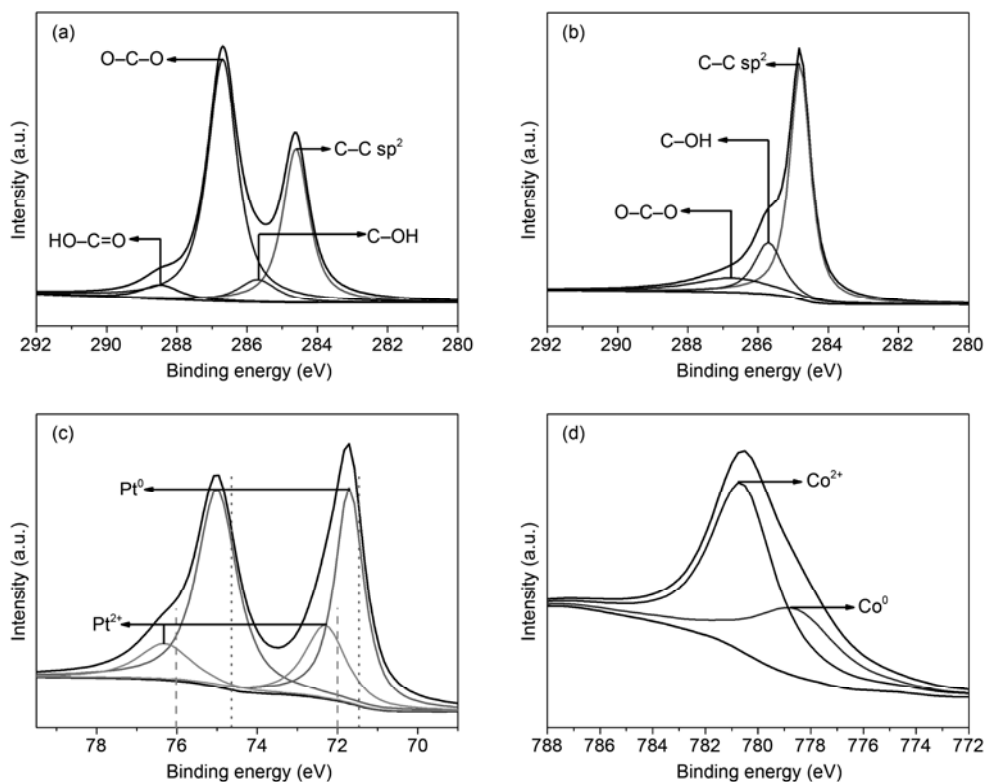 (a)
O–C–O
C–C sp²
HO–C=O
C–OH
Intensity (a.u.)
292 290 288 286 284 282 280
Binding energy (eV)
(b)
C–C sp²
C–OH
O–C–O
Intensity (a.u.)
292 290 288 286 284 282 280
Binding energy (eV)
(c)
Pt⁰
Pt²⁺
Intensity (a.u.)
78 76 74 72 70
Binding energy (eV)
(d)
Co²⁺
Co⁰
Intensity (a.u.)
788 786 784 782 780 778 776 774 772
Binding energy (eV)